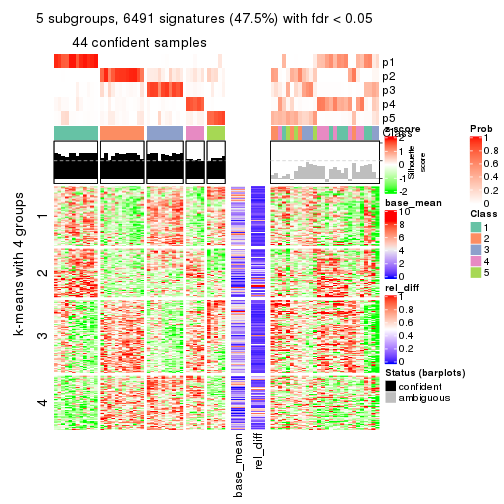 5 subgroups, 6491 signatures (47.5%) with fdr < 0.05
44 confident samples
p1
p2
p3
p4
p5
Class
Silhouette
score
k-means with 4 groups
1
2
3
4
base_mean
rel_diff
z-score
2
1
0
-1
-2
base_mean
10
8
6
4
2
0
rel_diff
1
0.8
0.6
0.4
0.2
0
Status (barplots)
confident
ambiguous
Prob
1
0.8
0.6
0.4
0.2
0
Class
1
2
3
4
5